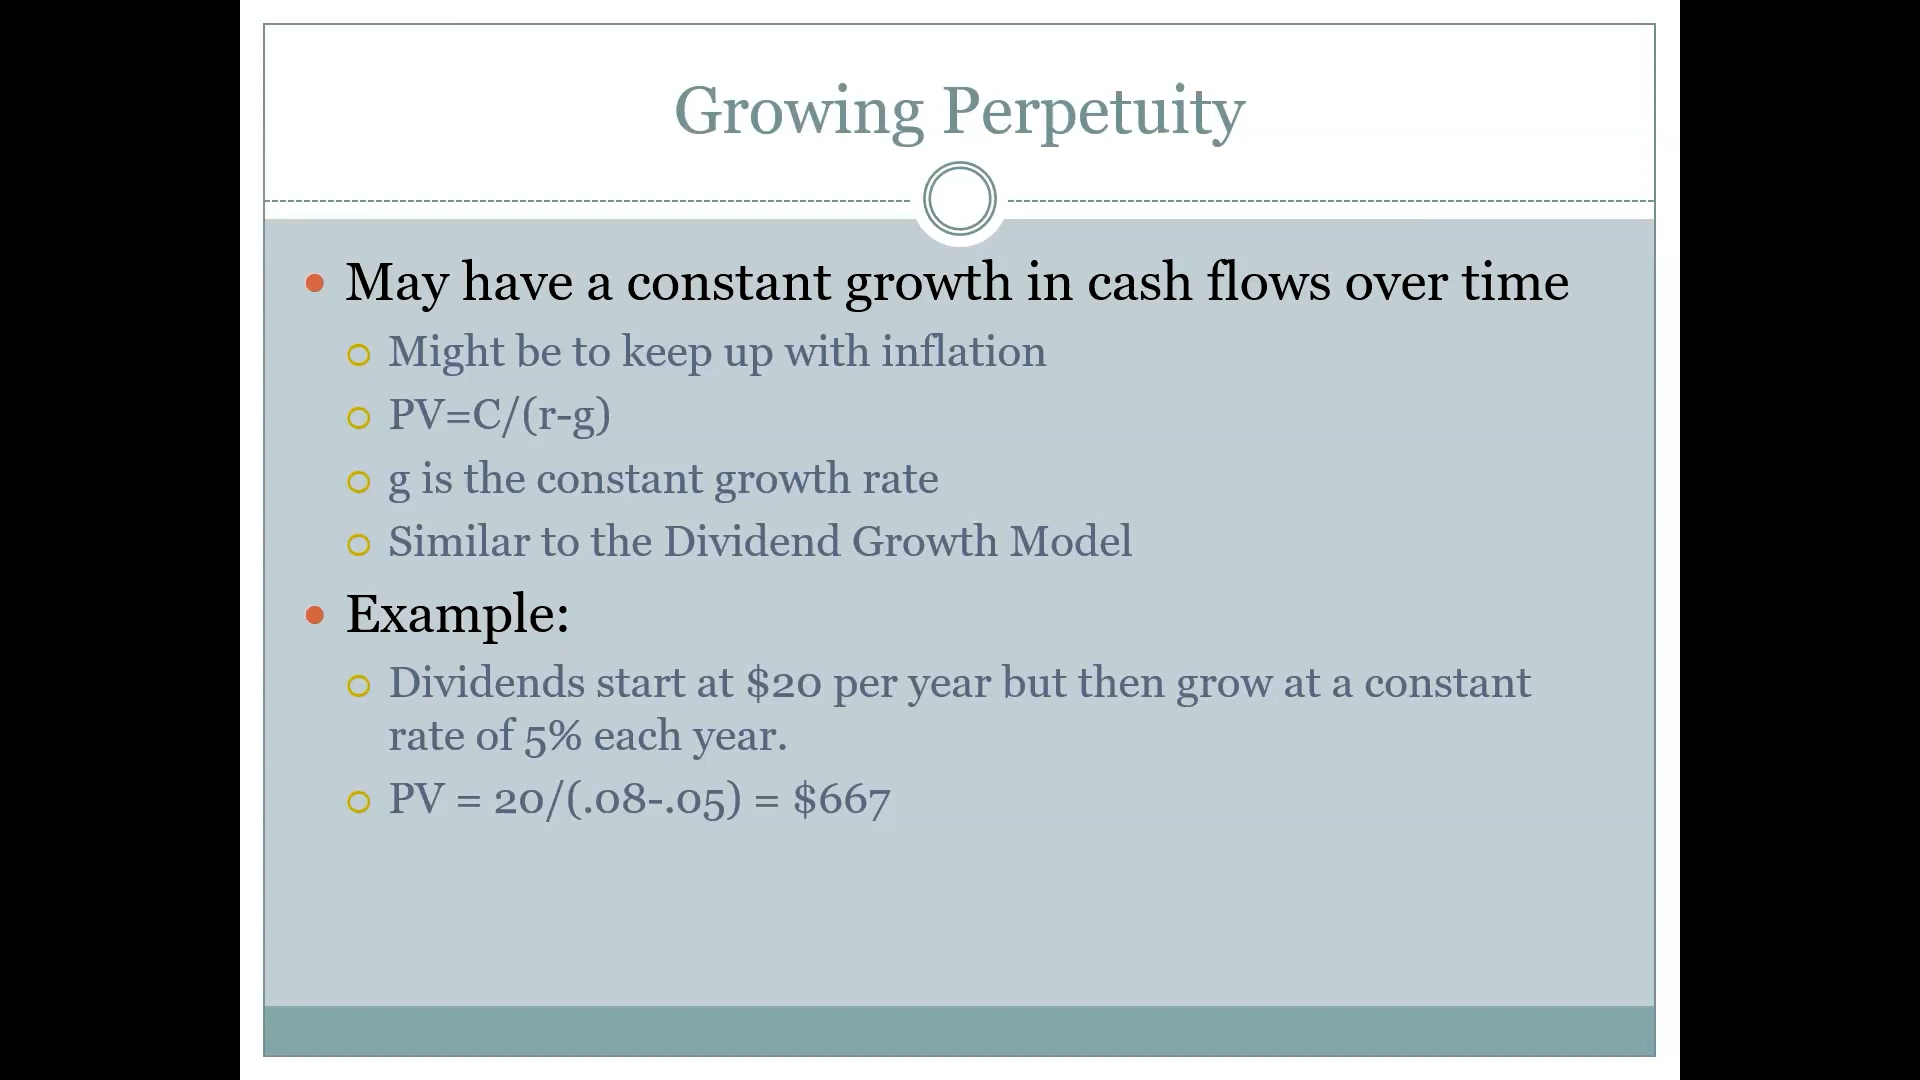 Growing Perpetuity
May have a constant growth in cash flows over time
Might be to keep up with inflation
PV=C/(r-g)
g is the constant growth rate
Similar to the Dividend Growth Model
Example:
Dividends start at $20 per year but then grow at a constant
rate of 5% each year.
PV = 20/(.08-.05) = $667